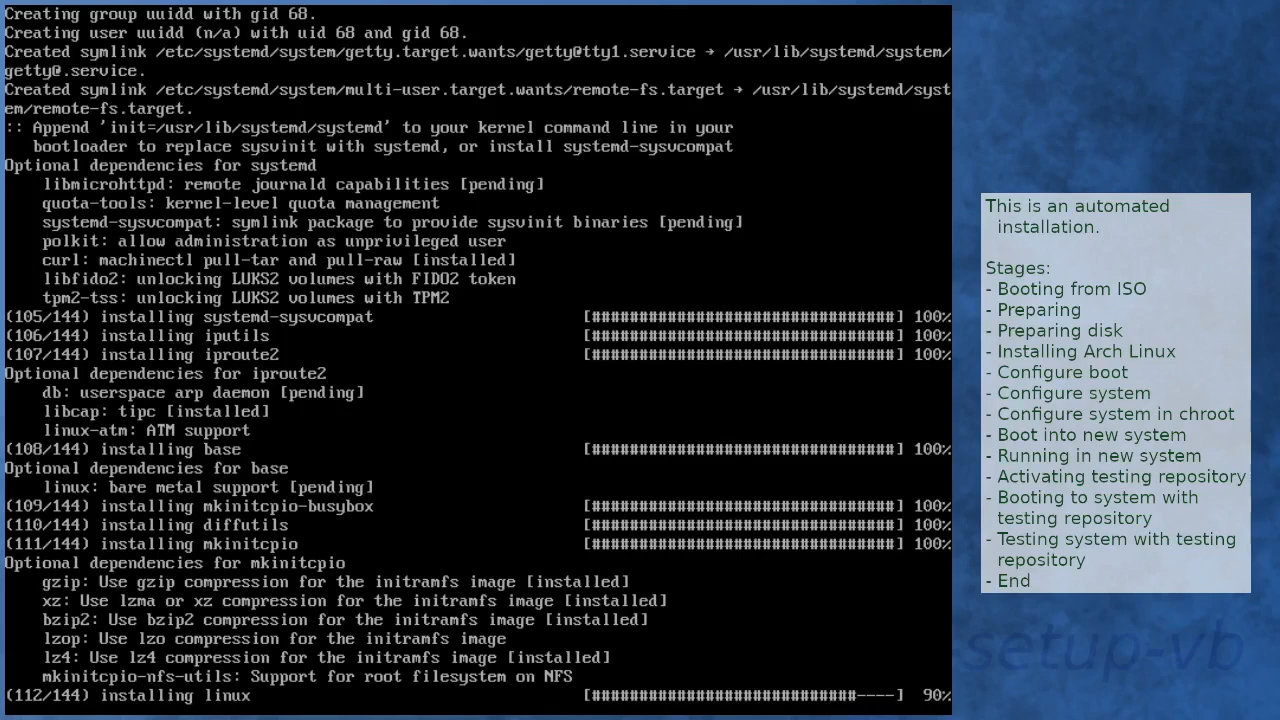 Creating group uuidd with gid 68.
Creating user uuidd (n/a) with uid 68 and gid 68.
Created symlink /etc/systemd/system/getty.target.wants/getty@tty1.service → /usr/lib/systemd/system/
getty@.service.
Created symlink /etc/systemd/system/multi-user.target.wants/remote-fs.target → /usr/lib/systemd/syst
em/remote-fs.target.
:: Append 'init=/usr/lib/systemd/systemd' to your kernel command line in your
   bootloader to replace sysvinit with systemd, or install systemd-sysvcompat
Optional dependencies for systemd
    libmicrohttpd: remote journald capabilities [pending]
    quota-tools: kernel-level quota management
    systemd-sysvcompat: symlink package to provide sysvinit binaries [pending]
    polkit: allow administration as unprivileged user
    curl: machinectl pull-tar and pull-raw [installed]
    libfido2: unlocking LUKS2 volumes with FIDO2 token
    tpm2-tss: unlocking LUKS2 volumes with TPM2
(105/144) installing systemd-sysvcompat [################################] 100%
(106/144) installing iputils [################################] 100%
(107/144) installing iproute2 [################################] 100%
Optional dependencies for iproute2
    db: userspace arp daemon [pending]
    libcap: tipc [installed]
    linux-atm: ATM support
(108/144) installing base [################################] 100%
Optional dependencies for base
    linux: bare metal support [pending]
(109/144) installing mkinitcpio-busybox [################################] 100%
(110/144) installing diffutils [################################] 100%
(111/144) installing mkinitcpio [################################] 100%
Optional dependencies for mkinitcpio
    gzip: Use gzip compression for the initramfs image [installed]
    xz: Use lzma or xz compression for the initramfs image [installed]
    bzip2: Use bzip2 compression for the initramfs image [installed]
    lzop: Use lzo compression for the initramfs image
    lz4: Use lz4 compression for the initramfs image [installed]
    mkinitcpio-nfs-utils: Support for root filesystem on NFS
(112/144) installing linux [############################----] 90%
This is an automated
installation.
Stages:
- Booting from ISO
- Preparing
- Preparing disk
- Installing Arch Linux
- Configure boot
- Configure system
- Configure system in chroot
- Boot into new system
- Running in new system
- Activating testing repository
- Booting to system with
testing repository
- Testing system with testing
repository
- End
setup-vb